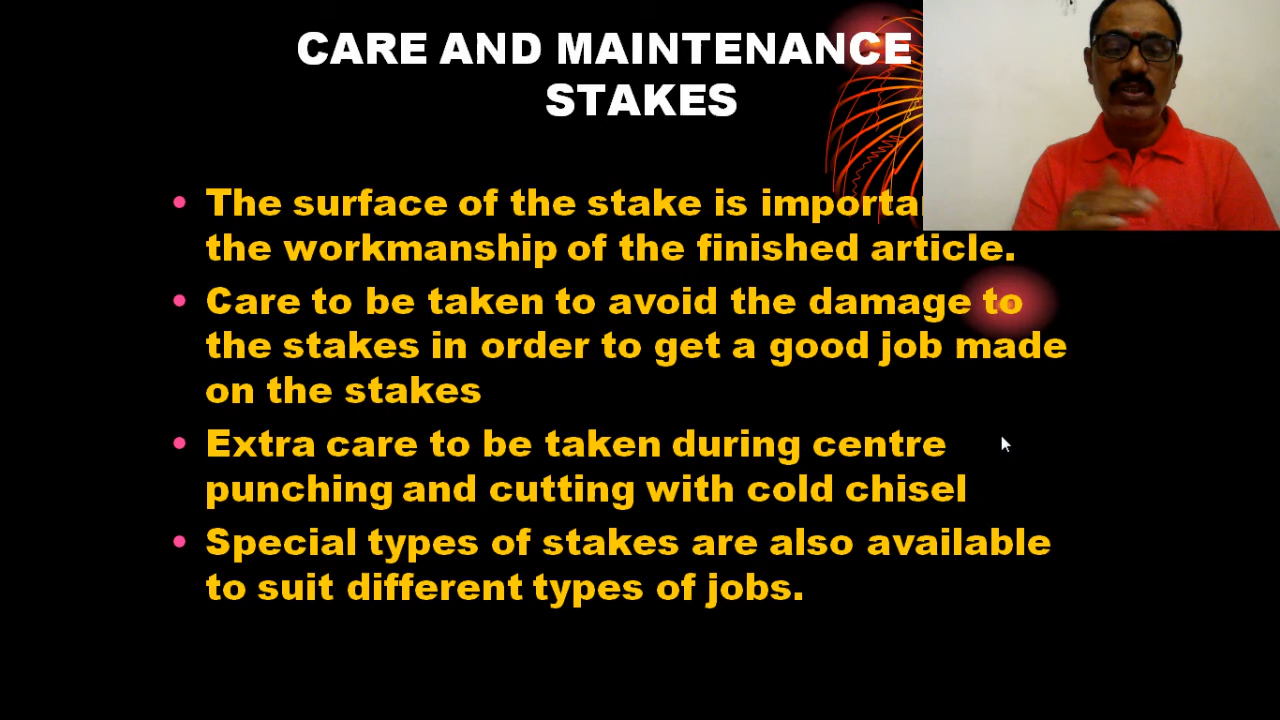 CARE AND MAINTENANCE
STAKES
• The surface of the stake is
the workmanship of the finished article.
• Care to be taken to avoid the damage to
the stakes in order to get a good job made
on the stakes
• Extra care to be taken during centre
punching and cutting with cold chisel
• Special types of stakes are also available
to suit different types of jobs.